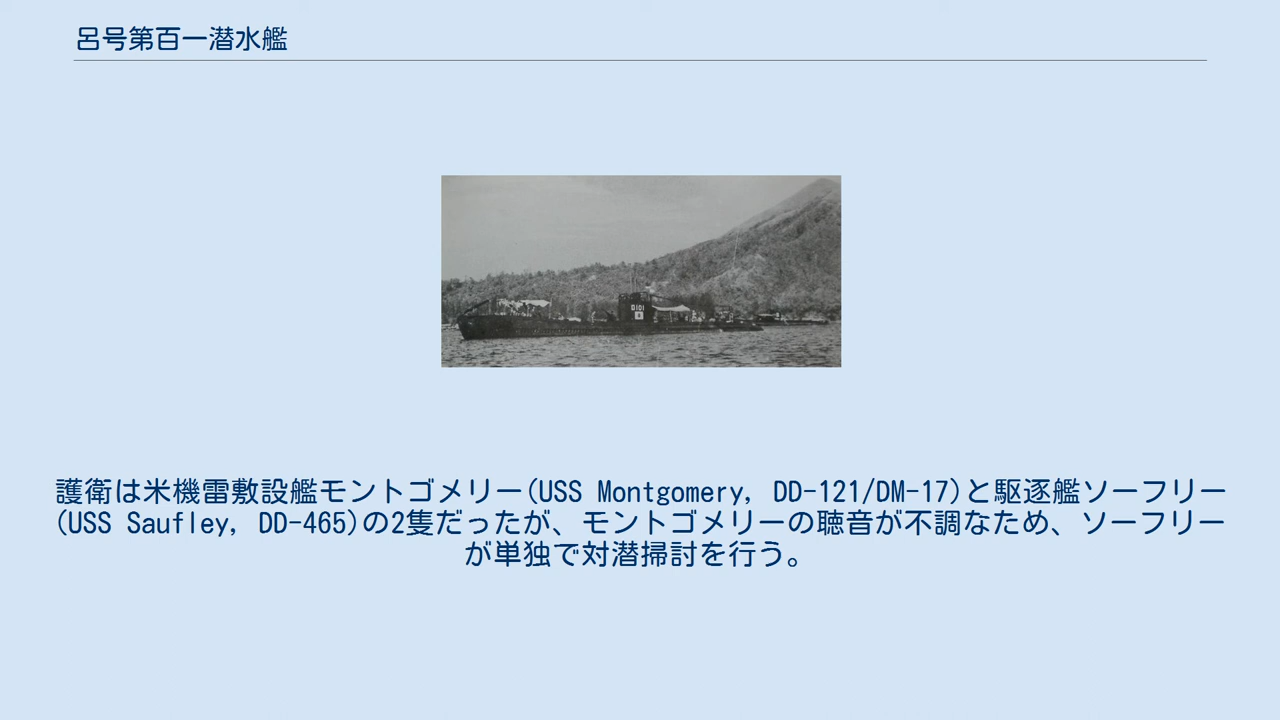 呂号第百一潜水艦
護衛は米機雷敷設艦モントゴメリー(USS Montgomery, DD-121/DM-17)と駆逐艦ソーフリー
(USS Saufley, DD-465)の2隻だったが、モントゴメリーの聴音が不調なため、ソーフリー
が単独で対潜掃討を行う。